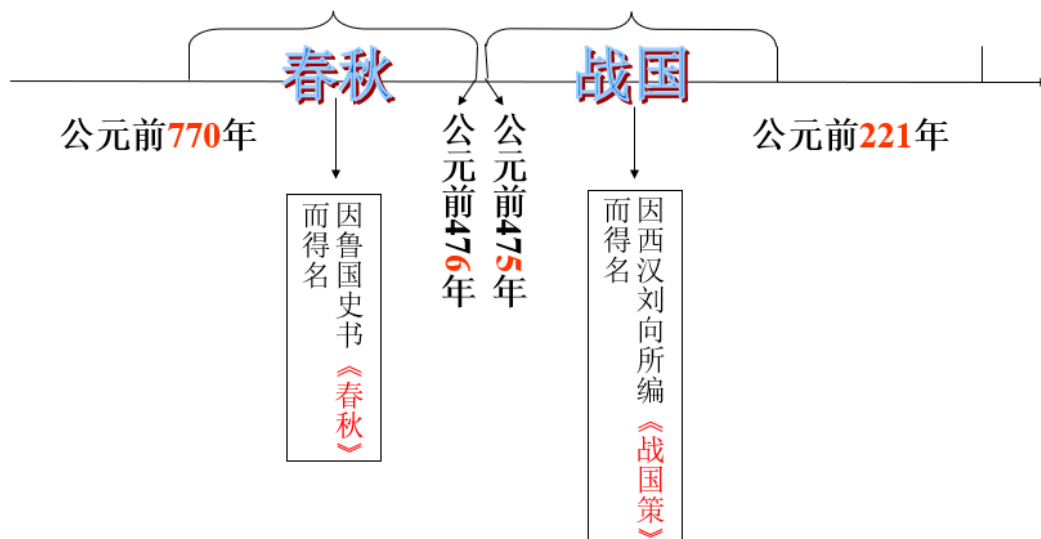 春秋
战国
公元前770年
公元前476年
公元前475年
公元前221年
因鲁国史书《春秋》
而得名
因西汉刘向所编《战国策》
而得名